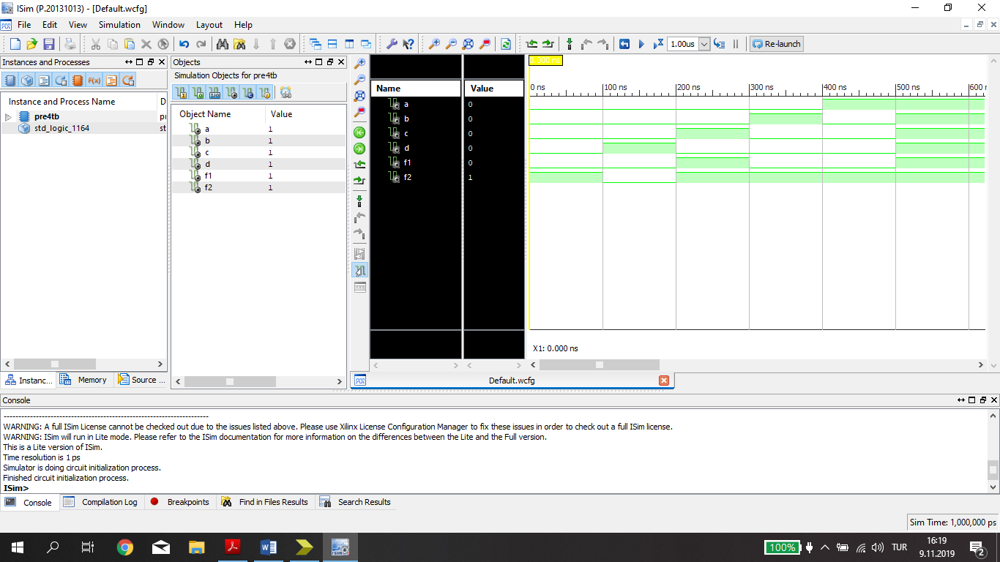 ISim (P.20131013) - [Default.wcfg]
File Edit View Simulation Window Layout Help
1.00us Re-launch
Instances and Processes
Instance and Process Name D
pre4tb pr
std_logic_1164 st
Instanc... Memory Source ...
Objects
Simulation Objects for pre4tb
Object Name Value
a 1
b 1
c 1
d 1
f1 1
f2 1
Name Value
a 0
b 0
c 0
d 0
f1 0
f2 1
0.000 ns
0 ns 100 ns 200 ns 300 ns 400 ns 500 ns 600 n
X1: 0.000 ns
Default.wcfg
Console
WARNING: A full ISim License cannot be checked out due to the issues listed above. Please use Xilinx License Configuration Manager to fix these issues in order to check out a full ISim license.
WARNING: ISim will run in Lite mode. Please refer to the ISim documentation for more information on the differences between the Lite and the Full version.
This is a Lite version of ISim.
Time resolution is 1 ps
Simulator is doing circuit initialization process.
Finished circuit initialization process.
ISim>
Console Compilation Log Breakpoints Find in Files Results Search Results
Sim Time: 1,000,000 ps
100% TUR 16:19
9.11.2019 2